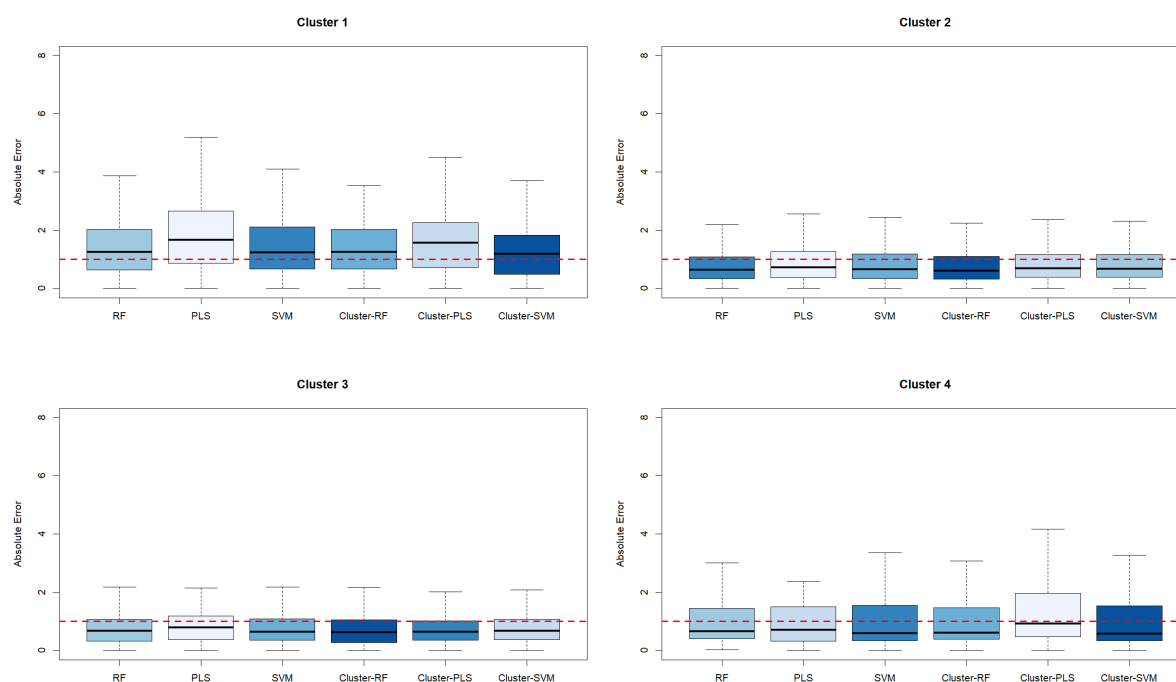 Cluster 1
Absolute Error
8
6
4
2
0
RF PLS SVM Cluster-RF Cluster-PLS Cluster-SVM
Cluster 2
Absolute Error
8
6
4
2
0
RF PLS SVM Cluster-RF Cluster-PLS Cluster-SVM
Cluster 3
Absolute Error
8
6
4
2
0
RF PLS SVM Cluster-RF Cluster-PLS Cluster-SVM
Cluster 4
Absolute Error
8
6
4
2
0
RF PLS SVM Cluster-RF Cluster-PLS Cluster-SVM